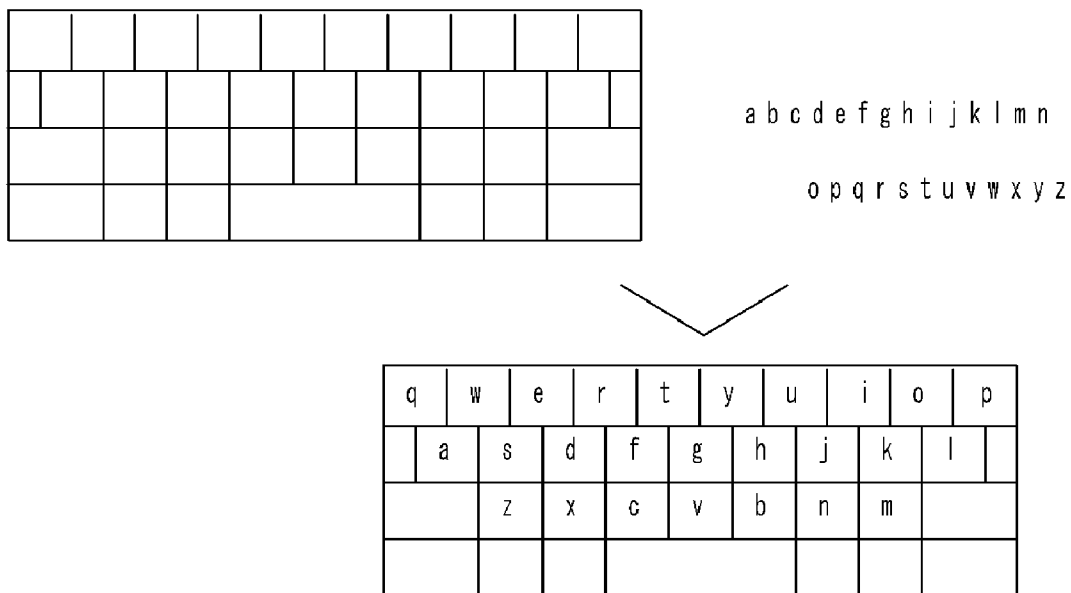 a b c d e f g h i j k l m n
o p q r s t u v w x y z
q w e r t y u i o p
a s d f g h j k l
z x c v b n m